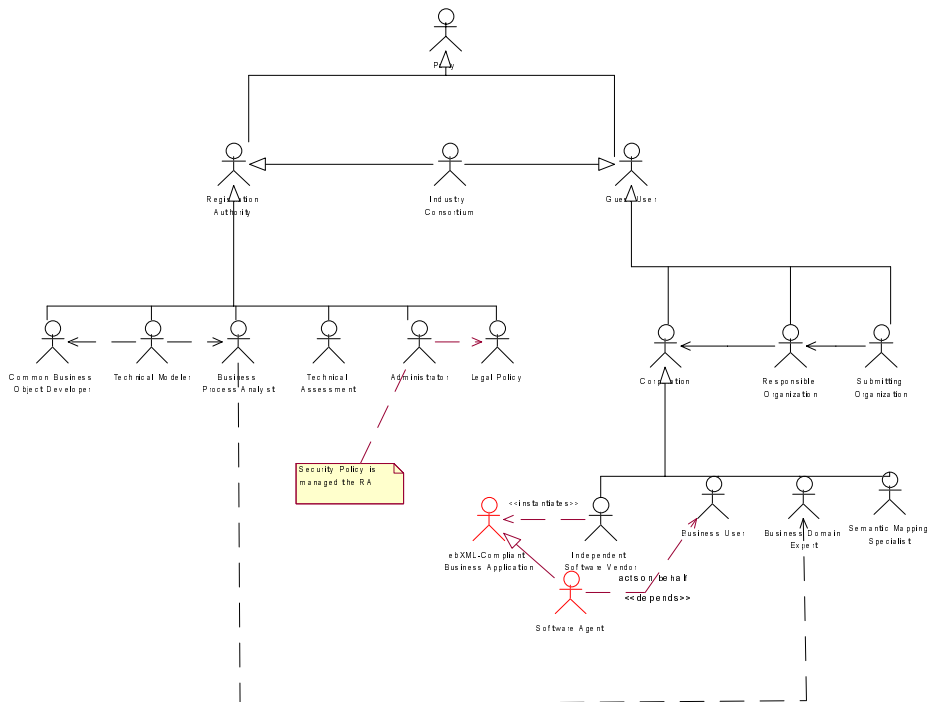 Party
Registration
Authority
Industry
Consortium
Guest User
Common Business
Object Developer
Technical Modeler
Business
Process Analyst
Technical
Assessment
Administrator
Legal Policy
Corporation
Responsible
Organization
Submitting
Organization
Security Policy is
managed the RA
<<instantiates>>
ebXML-Compliant
Business Application
Independent
Software Vendor
Business User
Business Domain
Expert
Semantic Mapping
Specialist
acts on behalf
<<depends>>
Software Agent